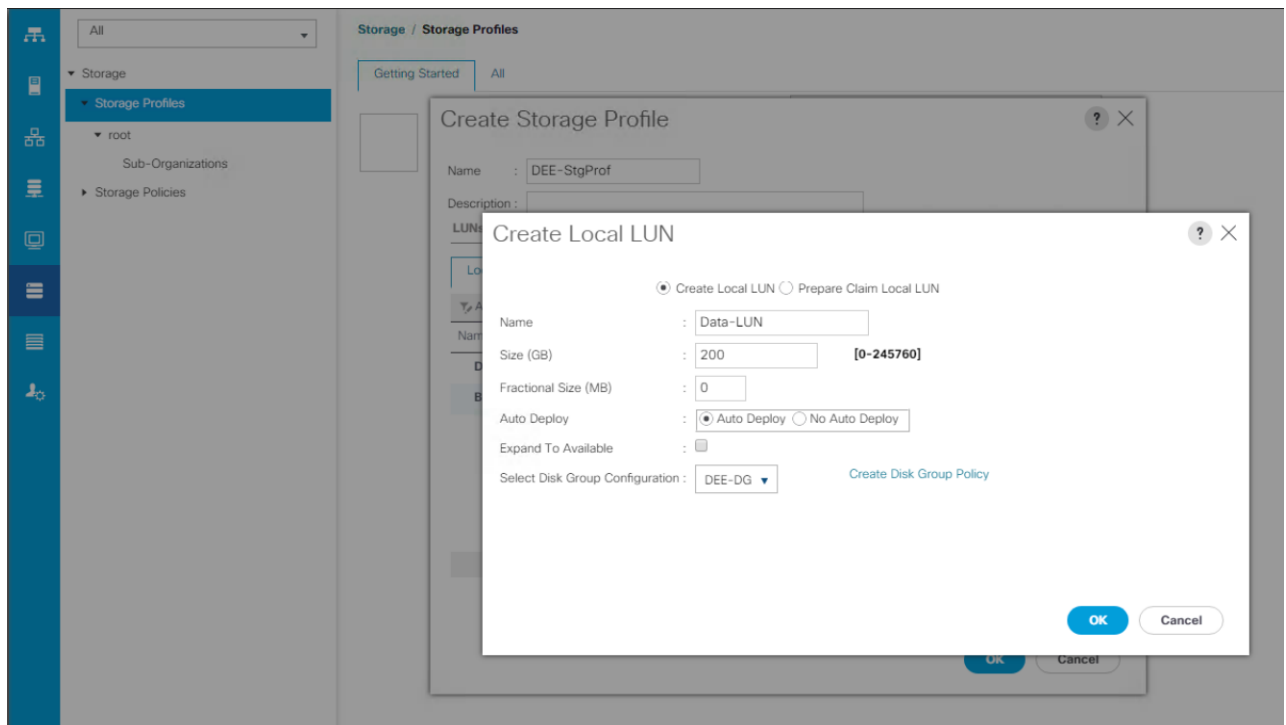 All
Storage / Storage Profiles
Storage
Getting Started All
Storage Profiles
root
Sub-Organizations
Storage Policies
Create Storage Profile ?
Name : DEE-StgProf
Description :
LUNs
Create Local LUN ?
Create Local LUN Prepare Claim Local LUN
Name : Data-LUN
Size (GB) : 200 [0-245760]
Fractional Size (MB) : 0
Auto Deploy : Auto Deploy No Auto Deploy
Expand To Available :
Select Disk Group Configuration : DEE-DG Create Disk Group Policy
OK Cancel
OK Cancel